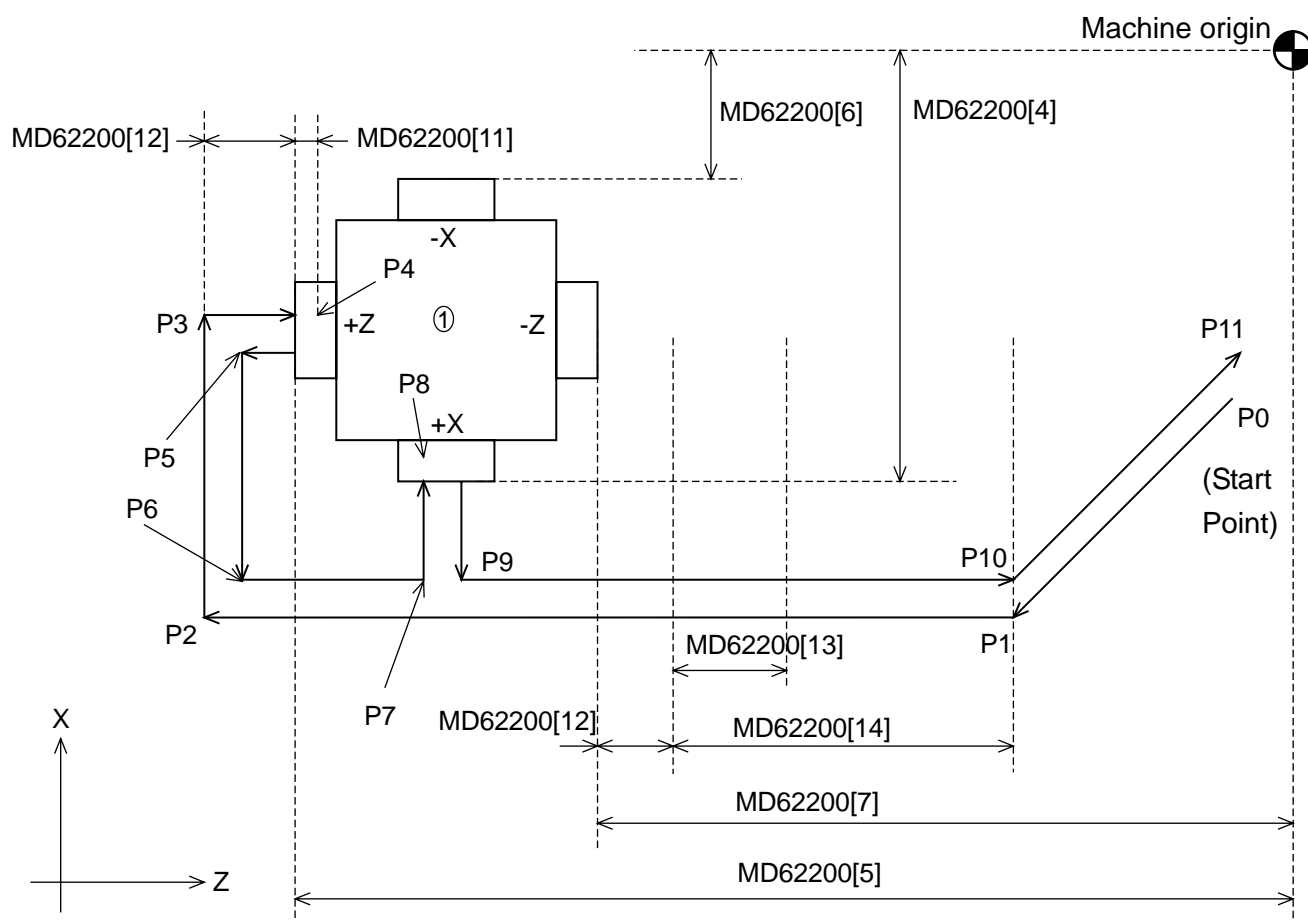 Machine origin
MD62200[6]
MD62200[4]
MD62200[12]
MD62200[11]
-X
P4
P3
+Z
①
-Z
P11
P8
P0
+X
P5
(Start
Point)
P6
P9
P10
P2
P1
MD62200[13]
P7
X
MD62200[12]
MD62200[14]
MD62200[7]
MD62200[5]
Z